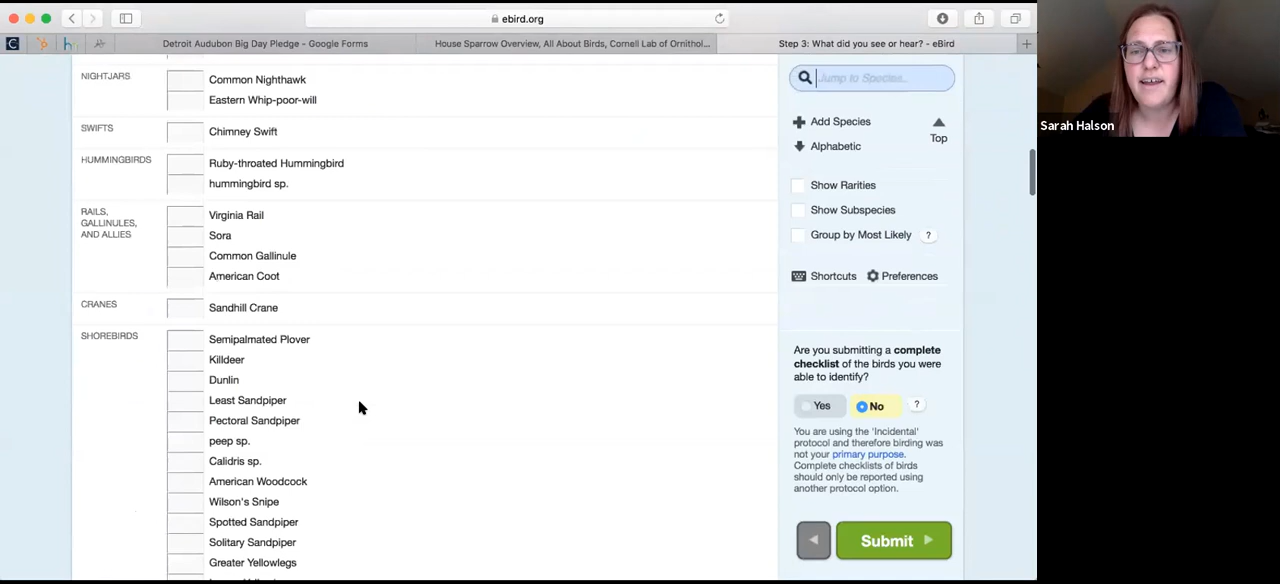 ebird.org
Detroit Audubon Big Day Pledge - Google Forms
House Sparrow Overview, All About Birds, Cornell Lab of Ornithol...
Step 3: What did you see or hear? - eBird
Sarah Halson
NIGHTJARS
Common Nighthawk
Eastern Whip-poor-will
SWIFTS
Chimney Swift
HUMMINGBIRDS
Ruby-throated Hummingbird
hummingbird sp.
RAILS,
GALLINULES,
AND ALLIES
Virginia Rail
Sora
Common Gallinule
American Coot
CRANES
Sandhill Crane
SHOREBIRDS
Semipalmated Plover
Killdeer
Dunlin
Least Sandpiper
Pectoral Sandpiper
peep sp.
Calidris sp.
American Woodcock
Wilson's Snipe
Spotted Sandpiper
Solitary Sandpiper
Greater Yellowlegs
Jump to Species...
Add Species
Top
Alphabetic
Show Rarities
Show Subspecies
Group by Most Likely ?
Shortcuts Preferences
Are you submitting a complete
checklist of the birds you were
able to identify?
Yes No ?
You are using the 'Incidental'
protocol and therefore birding was
not your primary purpose.
Complete checklists of birds
should only be reported using
another protocol option.
Submit